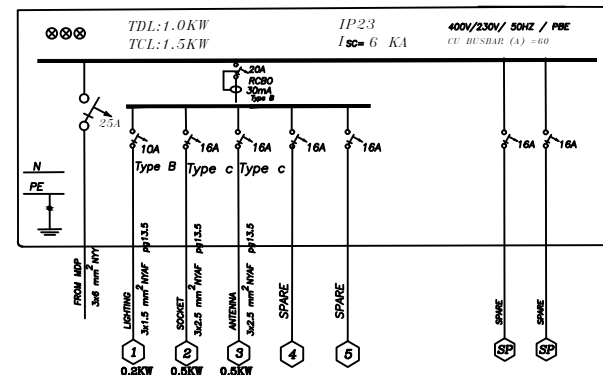 TDL:1.0KW
TCL:1.5KW
IP23
Isc= 6 KA
400V/230V/ 50HZ / PBE
CU BUSBAR (A) =60
20A
RCBO
30mA
Type B
25A
10A
16A
16A
16A
16A
16A
16A
Type B
Type c
Type c
N
PE
FROM MDP
3x6 mm2 NYY
LIGHTING
3x1.5 mm2 NYAF pg13.5
SOCKET
3x2.5 mm2 NYAF pg13.5
ANTENNA
3x2.5 mm2 NYAF pg13.5
SPARE
SPARE
SPARE
SPARE
1
2
3
4
5
SP
SP
0.2KW
0.5KW
0.5KW